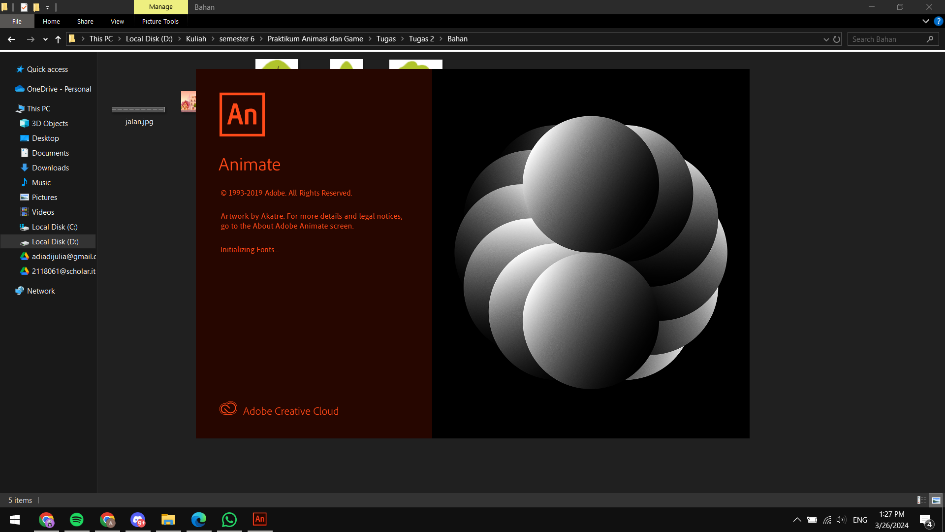 Manage
Bahan
File
Home
Share
View
Picture Tools
This PC
Local Disk (D:)
Kuliah
semester 6
Praktikum Animasi dan Game
Tugas
Tugas 2
Bahan
Search Bahan
Quick access
OneDrive - Personal
This PC
3D Objects
Desktop
Documents
Downloads
Music
Pictures
Videos
Local Disk (C:)
Local Disk (D:)
adiadijulia@gmail.c
2118061@scholar.it
Network
jalan.jpg
An
Animate
© 1993-2019 Adobe. All Rights Reserved.
Artwork by Akatre. For more details and legal notices,
go to the About Adobe Animate screen.
Initializing Fonts
Adobe Creative Cloud
5 items
An
ENG
1:27 PM
3/26/2024
4